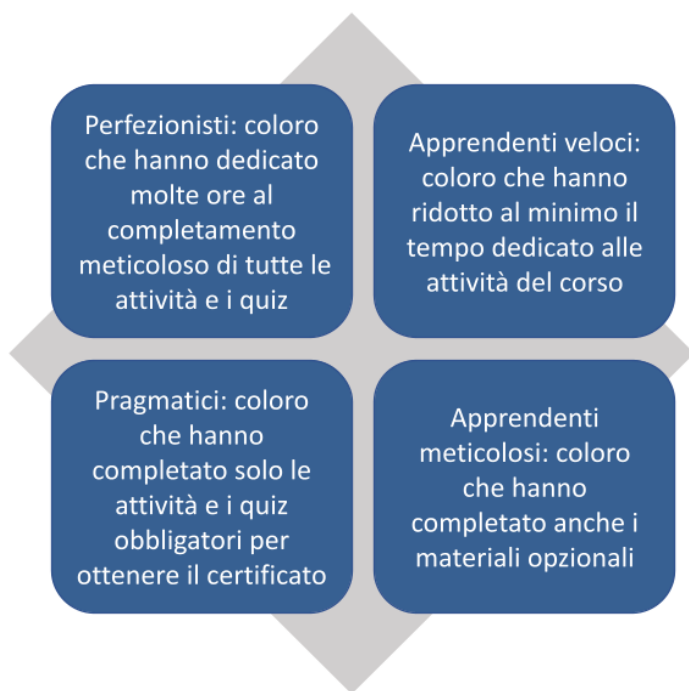 Perfezionisti: coloro
che hanno dedicato
molte ore al
completamento
meticoloso di tutte le
attività e i quiz
Apprendenti veloci:
coloro che hanno
ridotto al minimo il
tempo dedicato alle
attività del corso
Pragmatici: coloro
che hanno
completato solo le
attività e i quiz
obbligatori per
ottenere il certificato
Apprendenti
meticolosi: coloro
che hanno
completato anche i
materiali opzionali